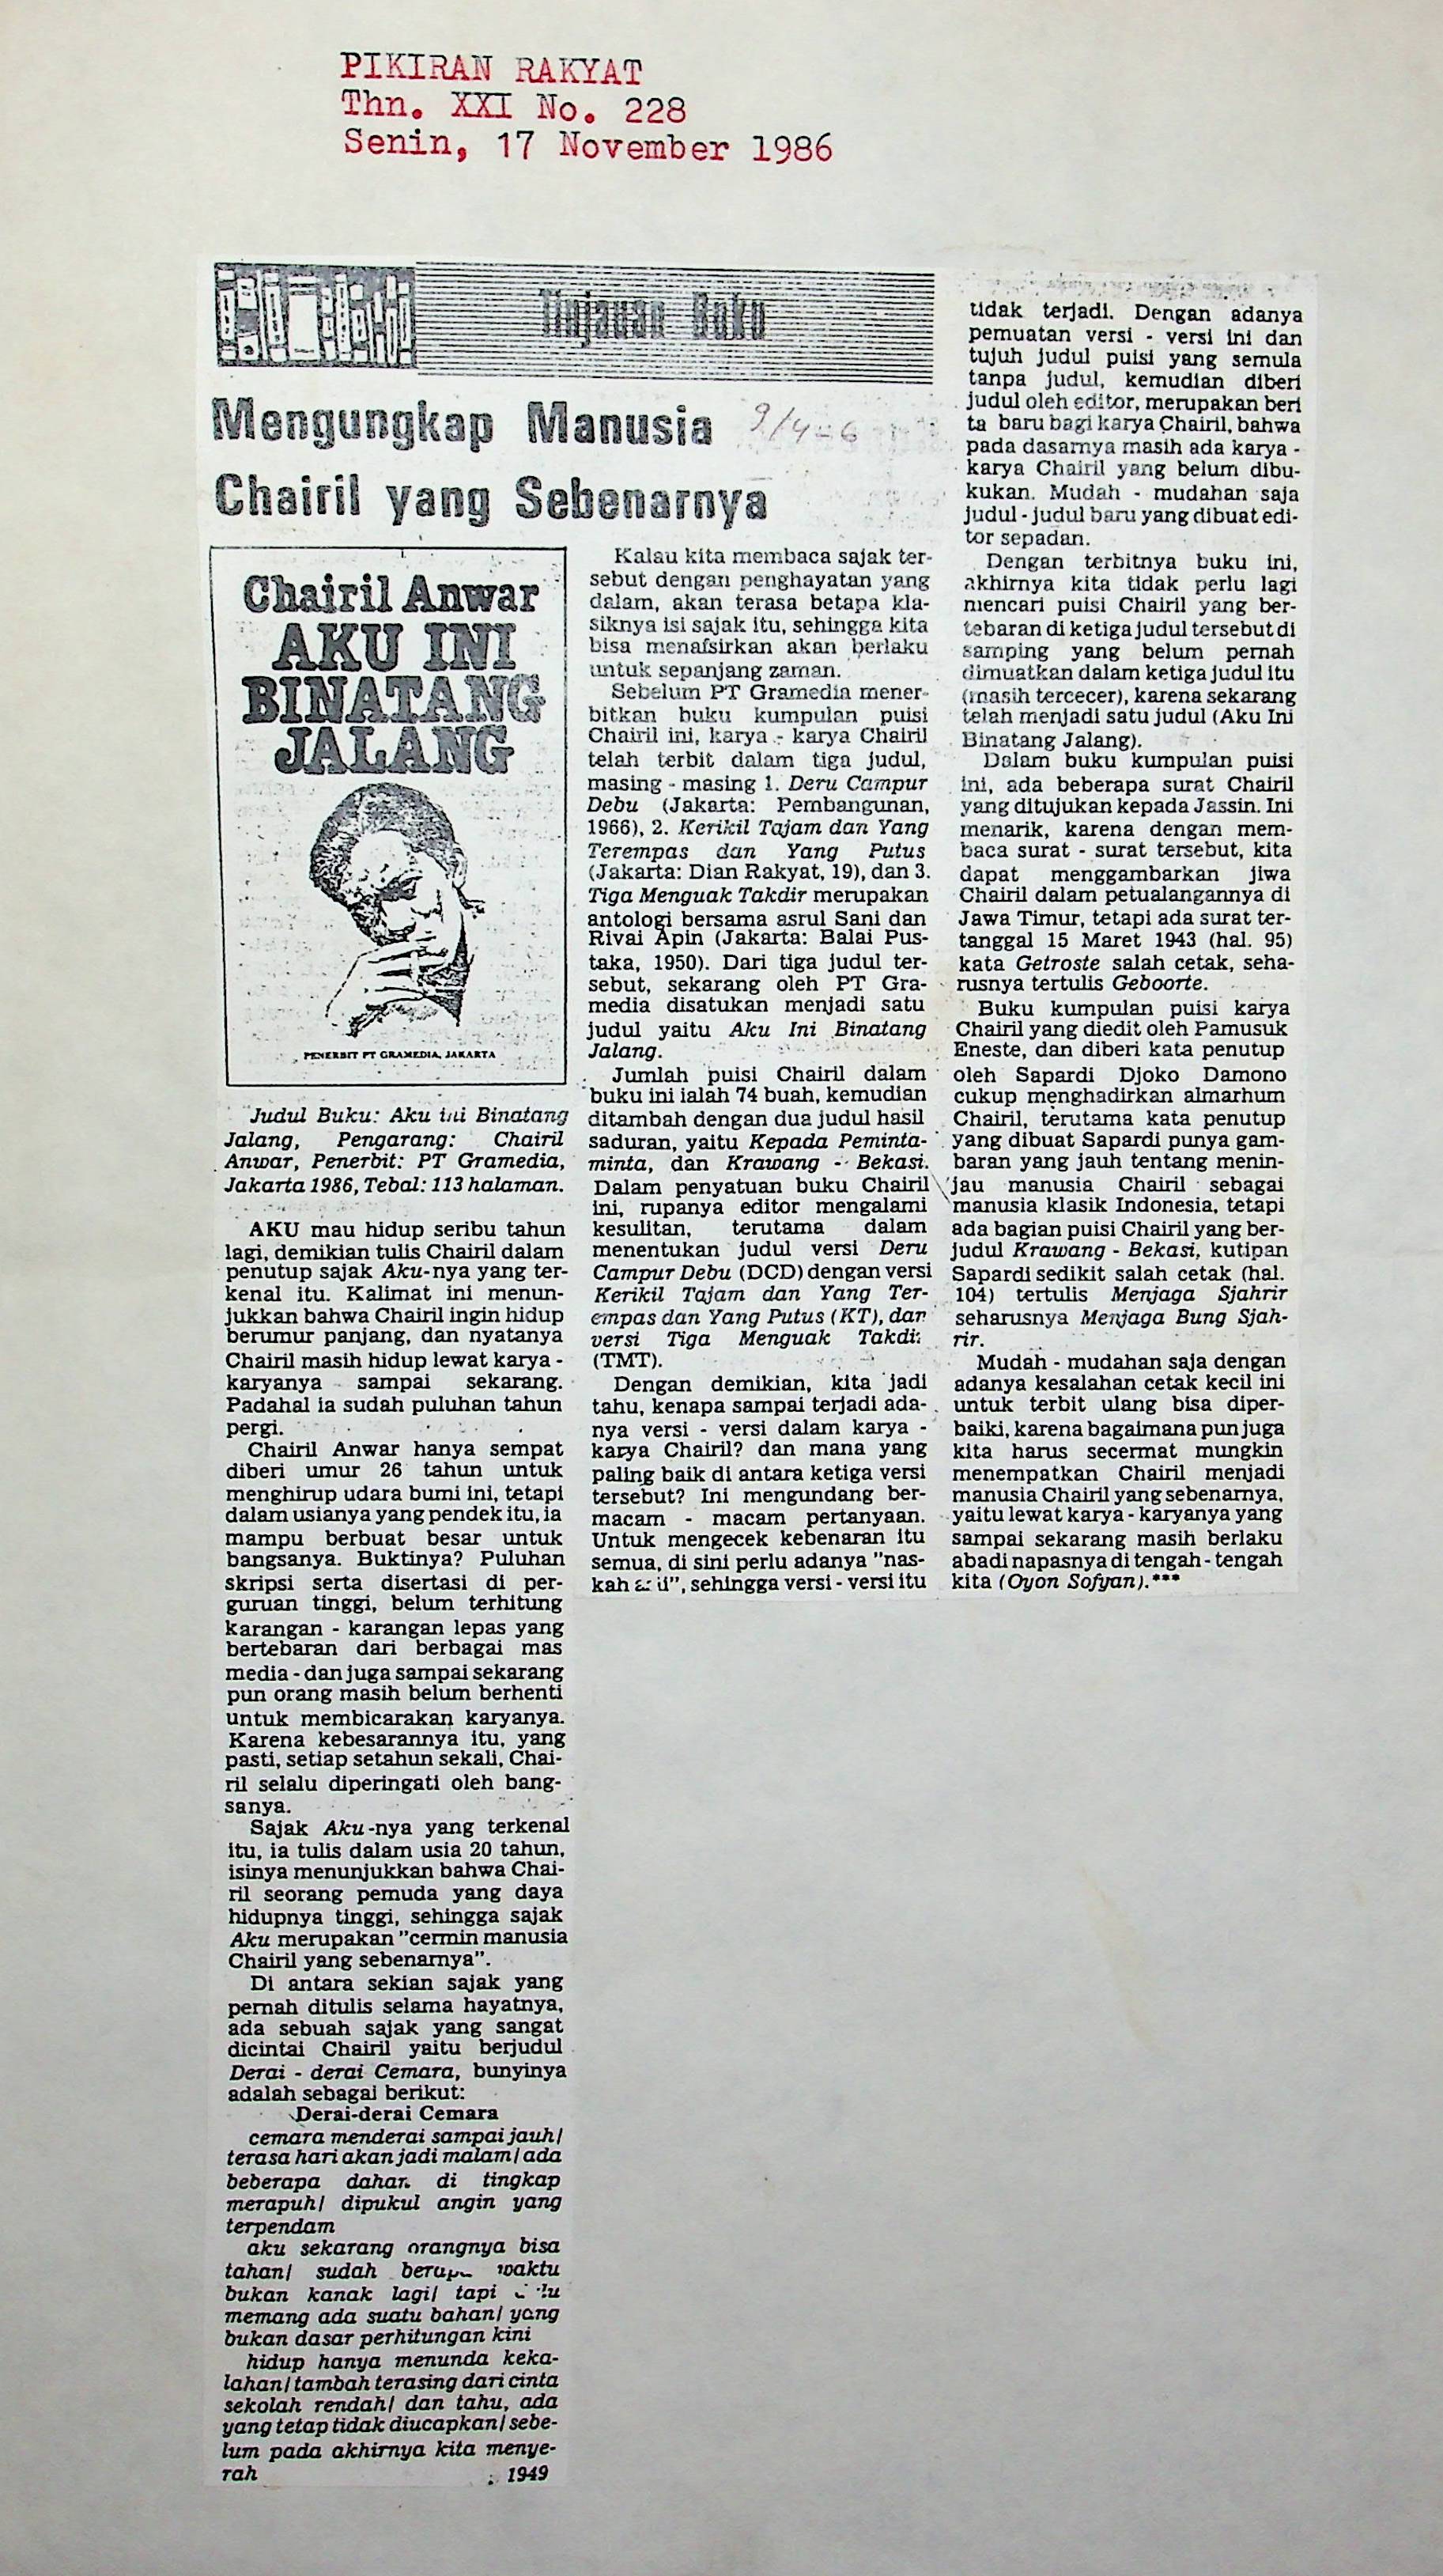 PIKIRAN RAKYAT
Thn. XXI No. 228
Senin, 17 November 1986
Tinjauan Buku
Mengungkap Manusia
Chairil yang Sebenarnya
9/4-6
Chairil Anwar
AKU INI
BINATANG
JALANG
PENERBIT PT GRAMEDIA, JAKARTA
Judul Buku: Aku ini Binatang
Jalang, Pengarang: Chairil
Anwar, Penerbit: PT Gramedia,
Jakarta 1986, Tebal: 113 halaman.
AKU mau hidup seribu tahun
lagi, demikian tulis Chairil dalam
penutup sajak Aku-nya yang ter-
kenal itu. Kalimat ini menun-
jukkan bahwa Chairil ingin hidup
berumur panjang, dan nyatanya
Chairil masih hidup lewat karya -
karyanya sampai sekarang.
Padahal ia sudah puluhan tahun
pergi.
Chairil Anwar hanya sempat
diberi umur 26 tahun untuk
menghirup udara bumi ini, tetapi
dalam usianya yang pendek itu, ia
mampu berbuat besar untuk
bangsanya. Buktinya? Puluhan
skripsi serta disertasi di per-
guruan tinggi, belum terhitung
karangan - karangan lepas yang
bertebaran dari berbagai mas
media - dan juga sampai sekarang
pun orang masih belum berhenti
untuk membicarakan karyanya.
Karena kebesarannya itu, yang
pasti, setiap setahun sekali, Chai-
ril selalu diperingati oleh bang-
sanya.
Sajak Aku-nya yang terkenal
itu, ia tulis dalam usia 20 tahun,
isinya menunjukkan bahwa Chai-
ril seorang pemuda yang daya
hidupnya tinggi, sehingga sajak
Aku merupakan "cermin manusia
Chairil yang sebenarnya".
Di antara sekian sajak yang
pernah ditulis selama hayatnya,
ada sebuah sajak yang sangat
dicintai Chairil yaitu berjudul
Derai - derai Cemara, bunyinya
adalah sebagai berikut:
Derai-derai Cemara
cemara menderai sampai jauh/
terasa hari akan jadi malam/ ada
beberapa dahan di tingkap
merapuh/ dipukul angin yang
terpendam
aku sekarang orangnya bisa
tahan/ sudah berapa waktu
bukan kanak lagi/ tapi
memang ada suatu bahan/ yang
bukan dasar perhitungan kini
hidup hanya menunda keka-
lahan/ tambah terasing dari cinta
sekolah rendah/ dan tahu, ada
yang tetap tidak diucapkan/ sebe-
lum pada akhirnya kita menye-
rah 1949
Kalau kita membaca sajak ter-
sebut dengan penghayatan yang
dalam, akan terasa betapa kla-
siknya isi sajak itu, sehingga kita
bisa menafsirkan akan berlaku
untuk sepanjang zaman.
Sebelum PT Gramedia mener-
bitkan buku kumpulan puisi
Chairil ini, karya - karya Chairil
telah terbit dalam tiga judul,
masing - masing 1. Deru Campur
Debu (Jakarta: Pembangunan,
1966), 2. Kerikil Tajam dan Yang
Terempas dan Yang Putus
(Jakarta: Dian Rakyat, 19), dan 3.
Tiga Menguak Takdir merupakan
antologi bersama asrul Sani dan
Rivai Apin (Jakarta: Balai Pus-
taka, 1950). Dari tiga judul ter-
sebut, sekarang oleh PT Gra-
media disatukan menjadi satu
judul yaitu Aku Ini Binatang
Jalang.
Jumlah puisi Chairil dalam
buku ini ialah 74 buah, kemudian
ditambah dengan dua judul hasil
saduran, yaitu Kepada Peminta-
minta, dan Krawang - Bekasi.
Dalam penyatuan buku Chairil
ini, rupanya editor mengalami
kesulitan, terutama dalam
menentukan judul versi Deru
Campur Debu (DCD) dengan versi
Kerikil Tajam dan Yang Ter-
empas dan Yang Putus (KT), dan
versi Tiga Menguak Takdir
(TMT).
Dengan demikian, kita jadi
tahu, kenapa sampai terjadi ada-
nya versi - versi dalam karya -
karya Chairil? dan mana yang
paling baik di antara ketiga versi
tersebut? Ini mengundang ber-
macam - macam pertanyaan.
Untuk mengecek kebenaran itu
semua, di sini perlu adanya "nas-
kah asli", sehingga versi - versi itu
tidak terjadi. Dengan adanya
pemuatan versi - versi ini dan
tujuh judul puisi yang semula
tanpa judul, kemudian diberi
judul oleh editor, merupakan beri
ta baru bagi karya Chairil, bahwa
pada dasarnya masih ada karya -
karya Chairil yang belum dibu-
kukan. Mudah - mudahan saja
judul - judul baru yang dibuat edi-
tor sepadan.
Dengan terbitnya buku ini,
akhirnya kita tidak perlu lagi
mencari puisi Chairil yang ber-
tebaran di ketiga judul tersebut di
samping yang belum pernah
dimuatkan dalam ketiga judul itu
(masih tercecer), karena sekarang
telah menjadi satu judul (Aku Ini
Binatang Jalang).
Dalam buku kumpulan puisi
ini, ada beberapa surat Chairil
yang ditujukan kepada Jassin. Ini
menarik, karena dengan mem-
baca surat - surat tersebut, kita
dapat menggambarkan jiwa
Chairil dalam petualangannya di
Jawa Timur, tetapi ada surat ter-
tanggal 15 Maret 1943 (hal. 95)
kata Getroste salah cetak, seha-
rusnya tertulis Geboorte.
Buku kumpulan puisi karya
Chairil yang diedit oleh Pamusuk
Eneste, dan diberi kata penutup
oleh Sapardi Djoko Damono
cukup menghadirkan almarhum
Chairil, terutama kata penutup
yang dibuat Sapardi punya gam-
baran yang jauh tentang menin-
jau manusia Chairil sebagai
manusia klasik Indonesia, tetapi
ada bagian puisi Chairil yang ber-
judul Krawang - Bekasi, kutipan
Sapardi sedikit salah cetak (hal.
104) tertulis Menjaga Sjahrir
seharusnya Menjaga Bung Sjah-
rir.
Mudah - mudahan saja dengan
adanya kesalahan cetak kecil ini
untuk terbit ulang bisa diper-
baiki, karena bagaimana pun juga
kita harus secermat mungkin
menempatkan Chairil menjadi
manusia Chairil yang sebenarnya,
yaitu lewat karya - karyanya yang
sampai sekarang masih berlaku
abadi napasnya di tengah - tengah
kita (Oyon Sofyan).***